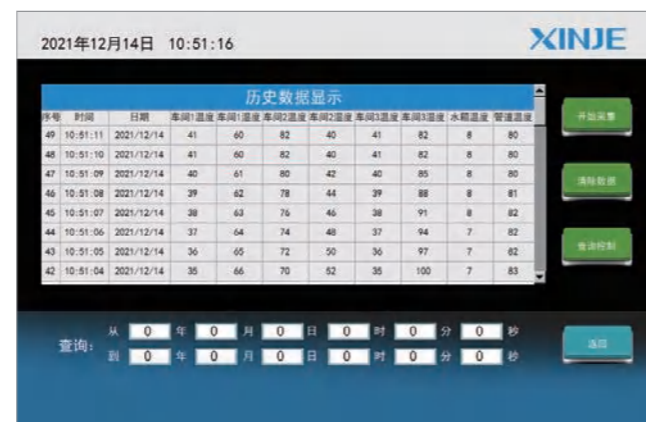 2021年12月14日 10:51:16
XINJE
历史数据显示
序号 时间 日期 车间1温度 车间1湿度 车间2温度 车间2湿度 车间3温度 车间3湿度 水箱温度 管道温度
49 10:51:11 2021/12/14 41 60 82 40 41 82 8 80
48 10:51:10 2021/12/14 41 60 82 40 41 82 8 80
47 10:51:09 2021/12/14 40 61 80 42 40 85 8 80
46 10:51:08 2021/12/14 39 62 78 44 39 88 8 81
45 10:51:07 2021/12/14 38 63 76 46 38 91 8 82
44 10:51:06 2021/12/14 37 64 74 48 37 94 7 82
43 10:51:05 2021/12/14 36 65 72 50 36 97 7 82
42 10:51:04 2021/12/14 35 66 70 52 35 100 7 83
开始采集
清除数据
查询控制
查询:
从 0 年 0 月 0 日 0 时 0 分 0 秒
到 0 年 0 月 0 日 0 时 0 分 0 秒
返回